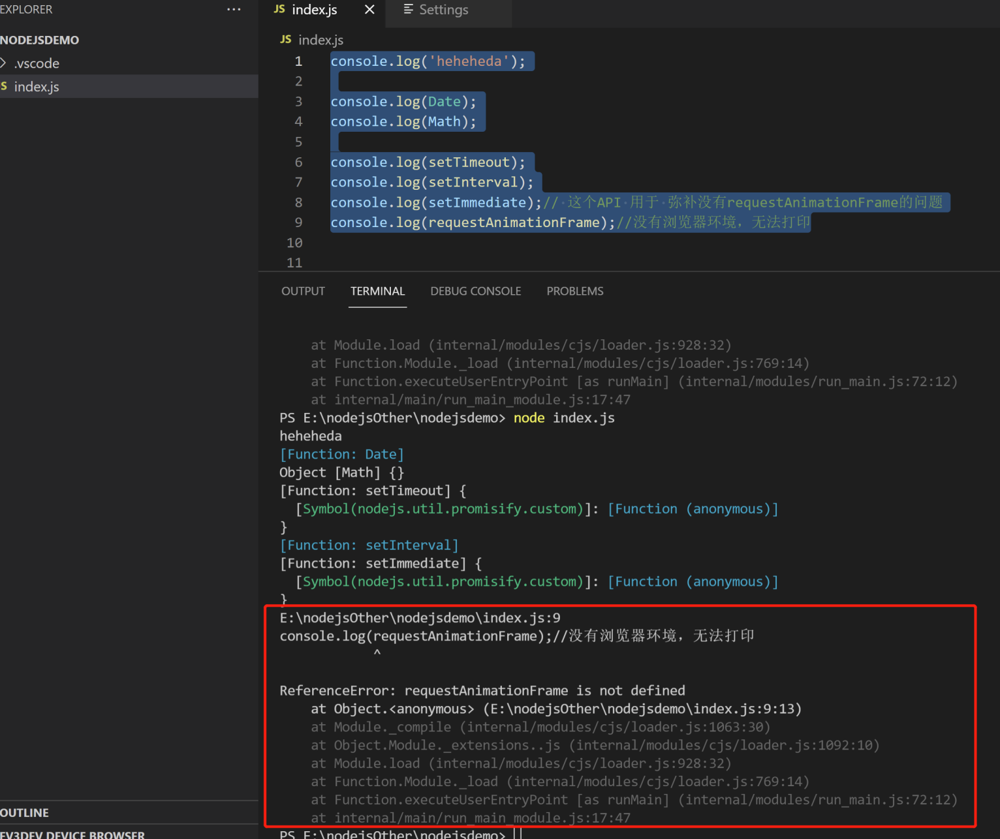 EXPLORER
···
NODEJSDEMO
.vscode
JS index.js
JS index.js
Settings
JS index.js
1 console.log('heheheda');
2
3 console.log(Date);
4 console.log(Math);
5
6 console.log(setTimeout);
7 console.log(setInterval);
8 console.log(setImmediate);//·这个API·用于·弥补没有requestAnimationFrame的问题
9 console.log(requestAnimationFrame);//没有浏览器环境，无法打印
10
11
OUTPUT TERMINAL DEBUG CONSOLE PROBLEMS
at Module.load (internal/modules/cjs/loader.js:928:32)
at Function.Module._load (internal/modules/cjs/loader.js:769:14)
at Function.executeUserEntryPoint [as runMain] (internal/modules/run_main.js:72:12)
at internal/main/run_main_module.js:17:47
PS E:\nodejsOther\nodejsdemo> node index.js
heheheda
[Function: Date]
Object [Math] {}
[Function: setTimeout] {
[Symbol(nodejs.util.promisify.custom)]: [Function (anonymous)]
}
[Function: setInterval]
[Function: setImmediate] {
[Symbol(nodejs.util.promisify.custom)]: [Function (anonymous)]
}
E:\nodejsOther\nodejsdemo\index.js:9
console.log(requestAnimationFrame);//没有浏览器环境，无法打印
^
ReferenceError: requestAnimationFrame is not defined
at Object.<anonymous> (E:\nodejsOther\nodejsdemo\index.js:9:13)
at Module._compile (internal/modules/cjs/loader.js:1063:30)
at Object.Module._extensions..js (internal/modules/cjs/loader.js:1092:10)
at Module.load (internal/modules/cjs/loader.js:928:32)
at Function.Module._load (internal/modules/cjs/loader.js:769:14)
at Function.executeUserEntryPoint [as runMain] (internal/modules/run_main.js:72:12)
at internal/main/run_main_module.js:17:47
PS E:\nodejsOther\nodejsdemo>
OUTLINE
EV3DEV DEVICE BROWSER